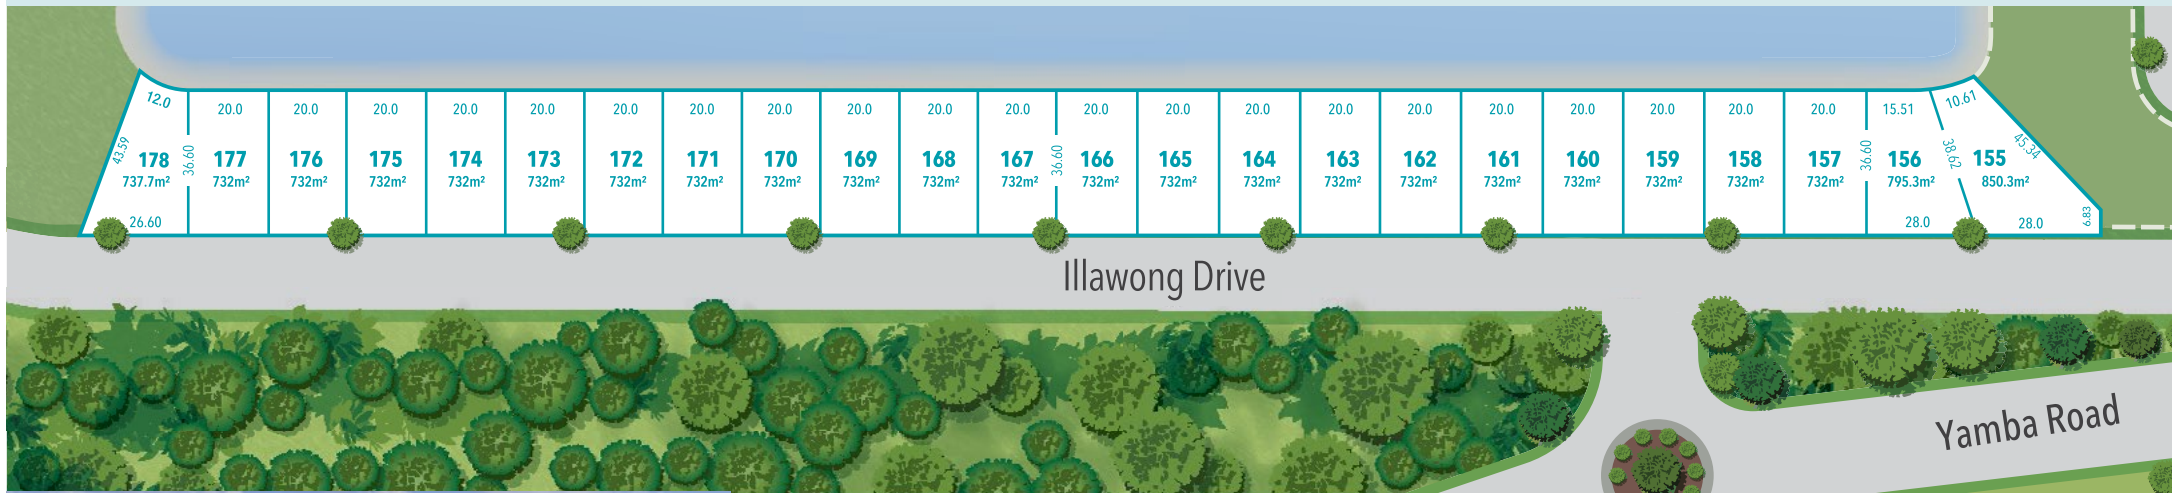 12.0 20.0 20.0 20.0 20.0 20.0 20.0 20.0 20.0 20.0 20.0 20.0 20.0 20.0 20.0 20.0 20.0 20.0 20.0 20.0 20.0 20.0 15.51 10.61
43.59 36.60 36.60 36.60 38.62 45.34
178 177 176 175 174 173 172 171 170 169 168 167 166 165 164 163 162 161 160 159 158 157 156 155
737.7m² 732m² 732m² 732m² 732m² 732m² 732m² 732m² 732m² 732m² 732m² 732m² 732m² 732m² 732m² 732m² 732m² 732m² 732m² 732m² 732m² 732m² 795.3m² 850.3m²
26.60 28.0 28.0 6.83
Illawong Drive
Yamba Road